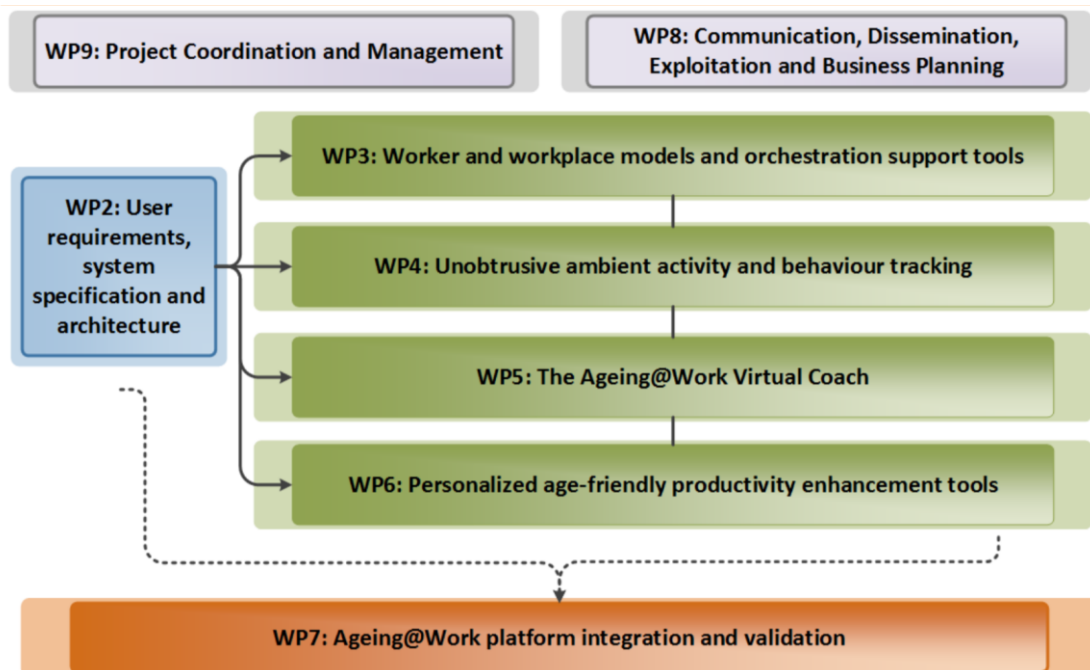 WP9: Project Coordination and Management
WP8: Communication, Dissemination,
Exploitation and Business Planning
WP3: Worker and workplace models and orchestration support tools
WP2: User
requirements,
system
specification and
architecture
WP4: Unobtrusive ambient activity and behaviour tracking
WP5: The Ageing@Work Virtual Coach
WP6: Personalized age-friendly productivity enhancement tools
WP7: Ageing@Work platform integration and validation